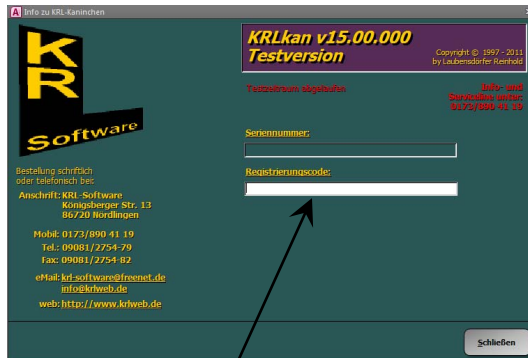 Info zu KRL-Kaninchen
KR
Software
KRLkan v15.00.000
Testversion
Copyright © 1997 - 2011
by Laubensdörfer Reinhold
Testzeitraum abgelaufen
Info- und
Servicline unter:
0173/890 41 19
Seriennummer:
Registrierungscode:
Bestellung schriftlich
oder telefonisch bei:
Anschrift: KRL-Software
Königsberger Str. 13
86720 Nördlingen
Mobil: 0173/890 41 19
Tel.: 09081/2754-79
Fax: 09081/2754-82
eMail: krl-software@freenet.de
info@krlweb.de
web: http://www.krlweb.de
Schließen